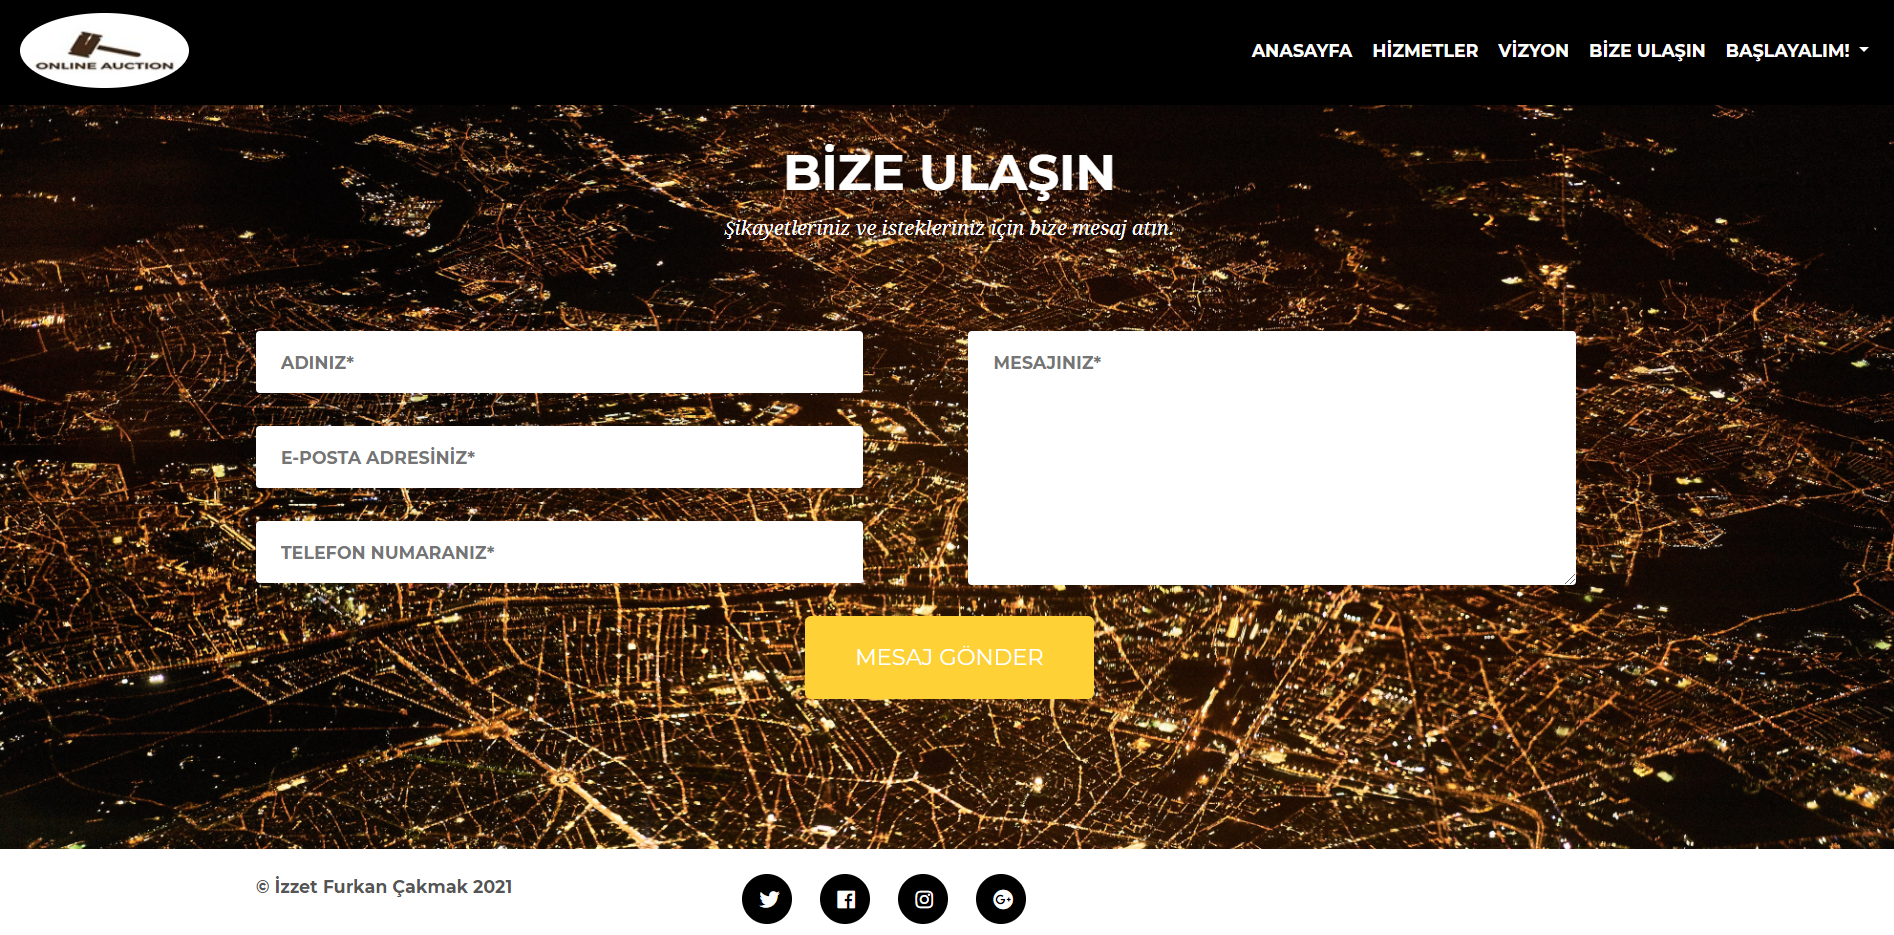 ONLINE AUCTION
ANASAYFA HİZMETLER VİZYON BİZE ULAŞIN BAŞLAYALIM!
BİZE ULAŞIN
Şikayetleriniz ve istekleriniz için bize mesaj atın.
ADINIZ*
MESAJINIZ*
E-POSTA ADRESİNİZ*
TELEFON NUMARANIZ*
MESAJ GÖNDER
© İzzet Furkan Çakmak 2021
G+